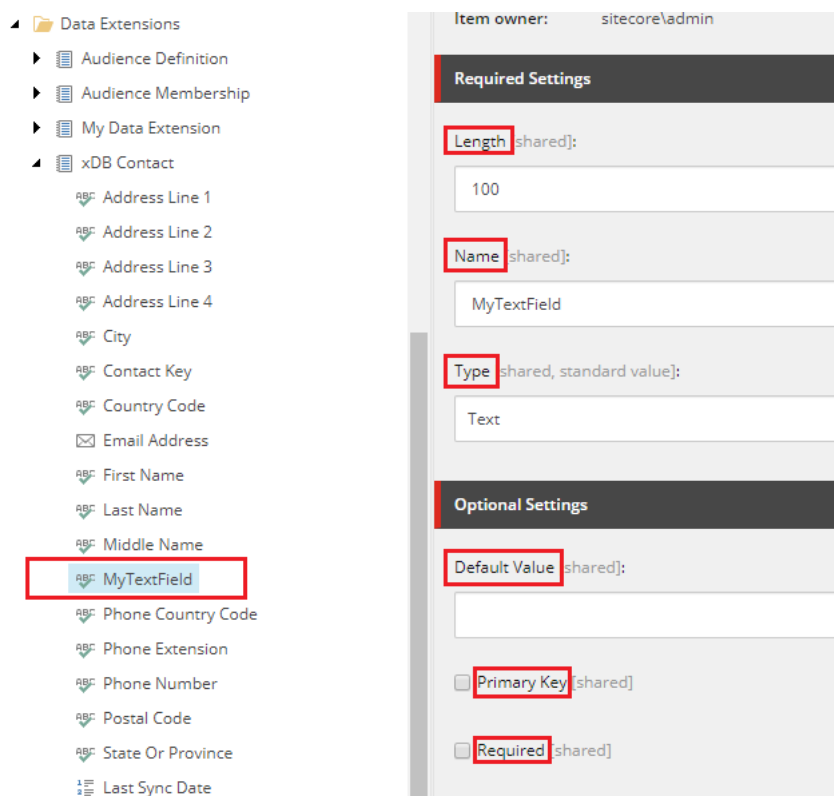 Data Extensions
Audience Definition
Audience Membership
My Data Extension
xDB Contact
Address Line 1
Address Line 2
Address Line 3
Address Line 4
City
Contact Key
Country Code
Email Address
First Name
Last Name
Middle Name
MyTextField
Phone Country Code
Phone Extension
Phone Number
Postal Code
State Or Province
Last Sync Date
Item owner: sitecore\admin
Required Settings
Length [shared]:
100
Name [shared]:
MyTextField
Type [shared, standard value]:
Text
Optional Settings
Default Value [shared]:
Primary Key [shared]
Required [shared]